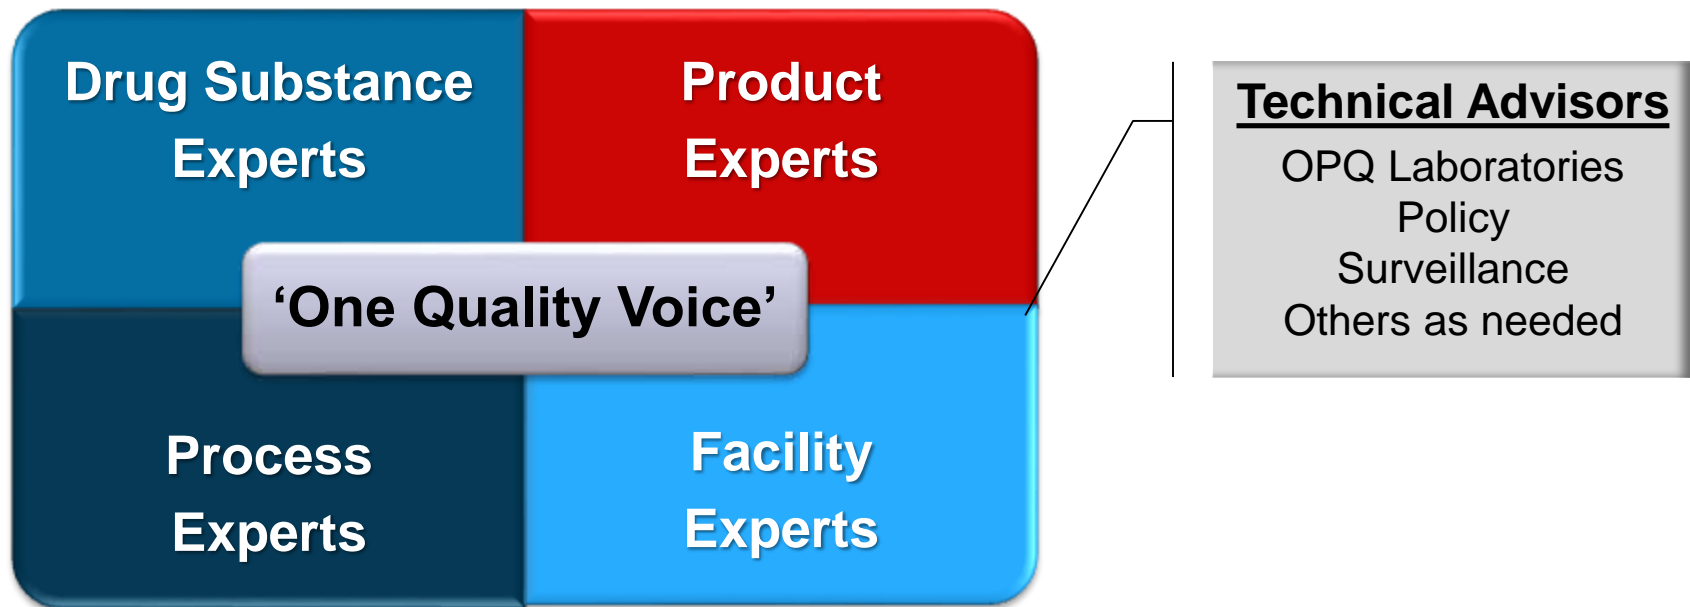 Drug Substance
Experts
Product
Experts
‘One Quality Voice’
Process
Experts
Facility
Experts
Technical Advisors
OPQ Laboratories
Policy
Surveillance
Others as needed